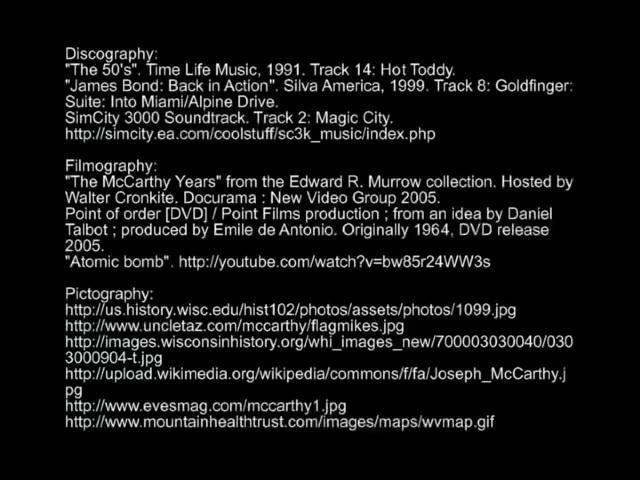 Discography:
"The 50's". Time Life Music, 1991. Track 14: Hot Toddy.
"James Bond: Back in Action". Silva America, 1999. Track 8: Goldfinger:
Suite: Into Miami/Alpine Drive.
SimCity 3000 Soundtrack. Track 2: Magic City.
http://simcity.ea.com/coolstuff/sc3k_music/index.php
Filmography:
"The McCarthy Years" from the Edward R. Murrow collection. Hosted by
Walter Cronkite. Docurama : New Video Group 2005.
Point of order [DVD] / Point Films production ; from an idea by Daniel
Talbot ; produced by Emile de Antonio. Originally 1964, DVD release
2005.
"Atomic bomb". http://youtube.com/watch?v=bw85r24WW3s
Pictography:
http://us.history.wisc.edu/hist102/photos/assets/photos/1099.jpg
http://www.uncletaz.com/mccarthy/flagmikes.jpg
http://images.wisconsinhistory.org/whi_images_new/700003030040/030
3000904-t.jpg
http://upload.wikimedia.org/wikipedia/commons/f/fa/Joseph_McCarthy.j
pg
http://www.evesmag.com/mccarthy1.jpg
http://www.mountainhealthtrust.com/images/maps/wvmap.gif